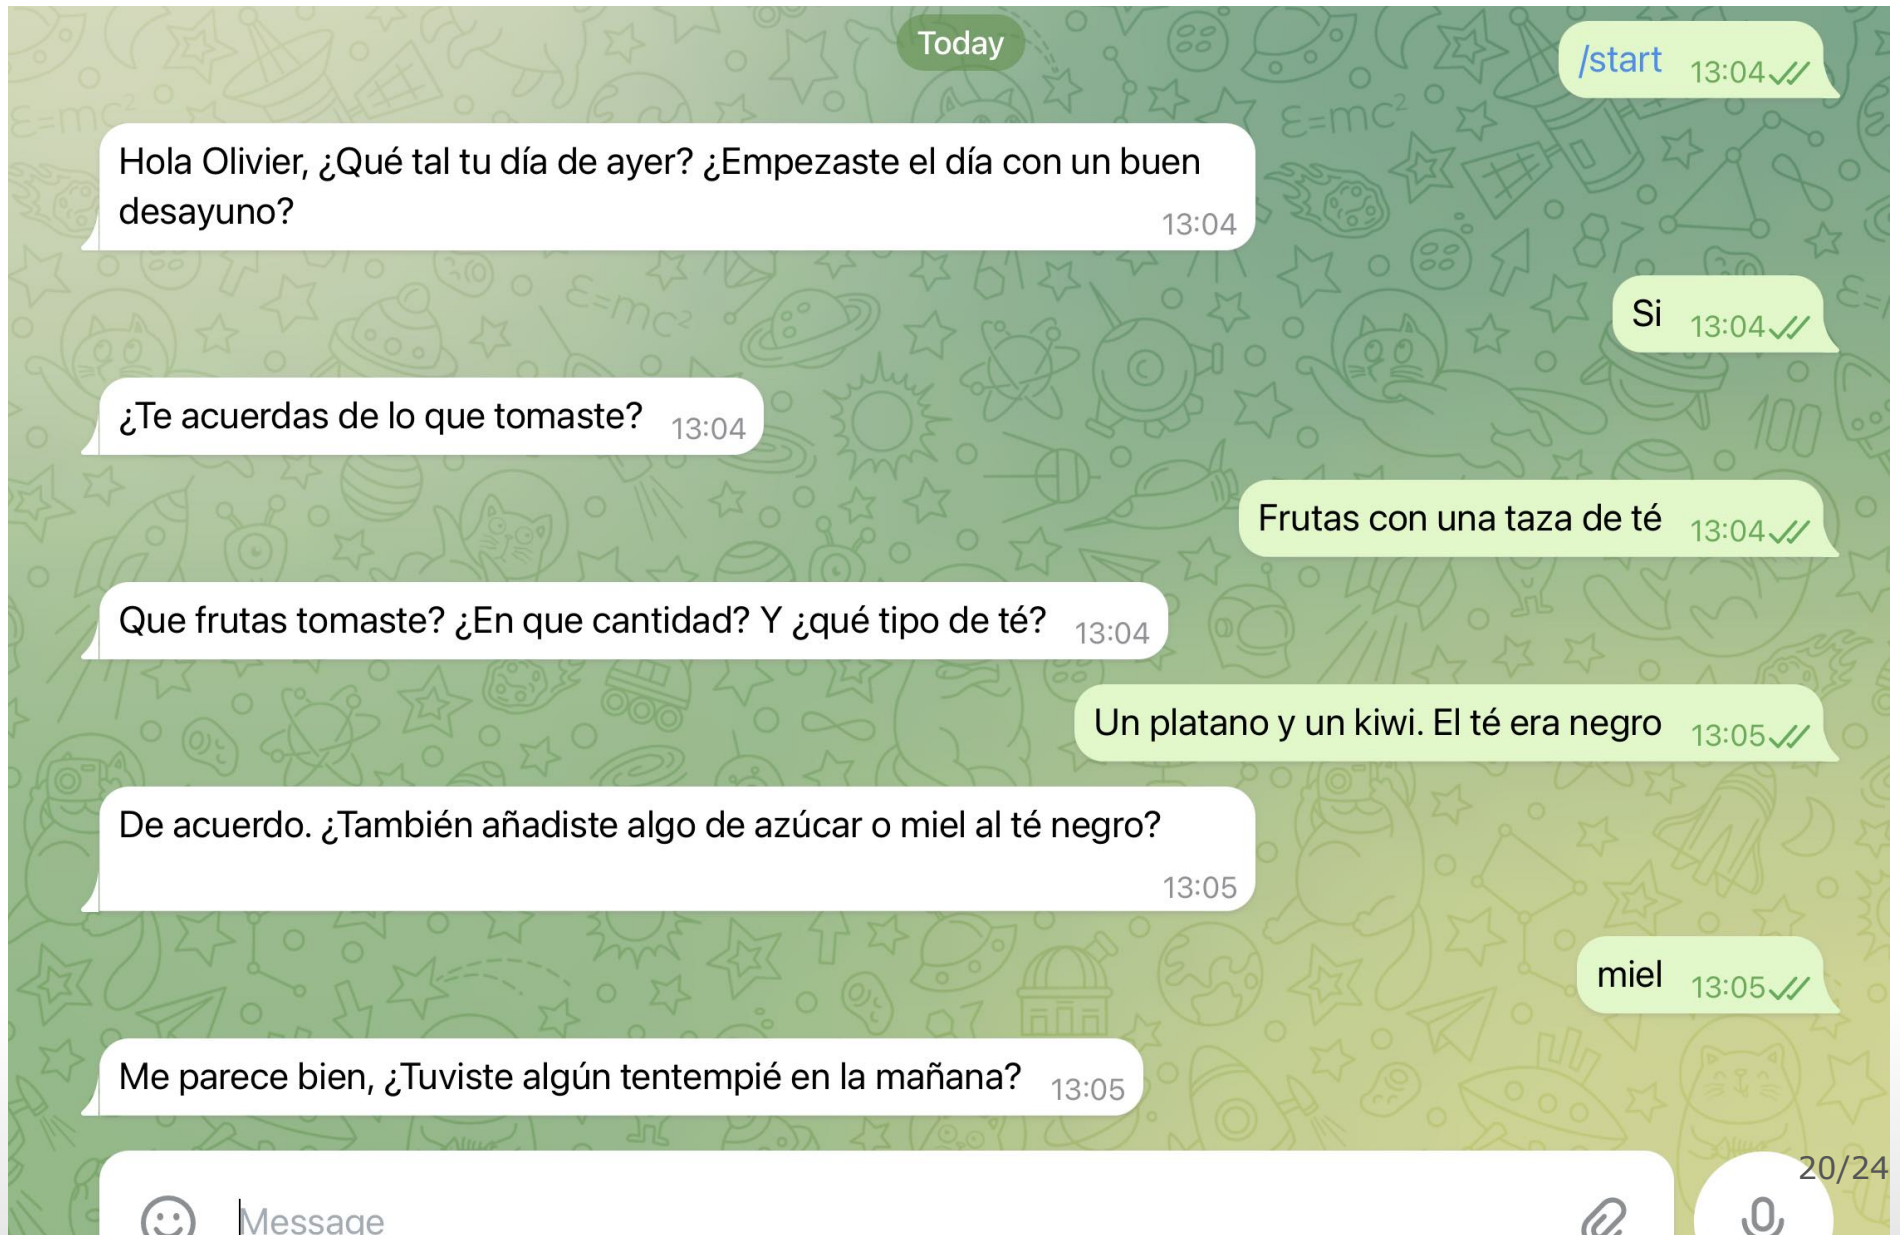 Today
/start 13:04
Hola Olivier, ¿Qué tal tu día de ayer? ¿Empezaste el día con un buen
desayuno? 13:04
Si 13:04
¿Te acuerdas de lo que tomaste? 13:04
Frutas con una taza de té 13:04
Que frutas tomaste? ¿En que cantidad? Y ¿qué tipo de té? 13:04
Un platano y un kiwi. El té era negro 13:05
De acuerdo. ¿También añadiste algo de azúcar o miel al té negro?
13:05
miel 13:05
Me parece bien, ¿Tuviste algún tentempié en la mañana? 13:05
20/24
Message